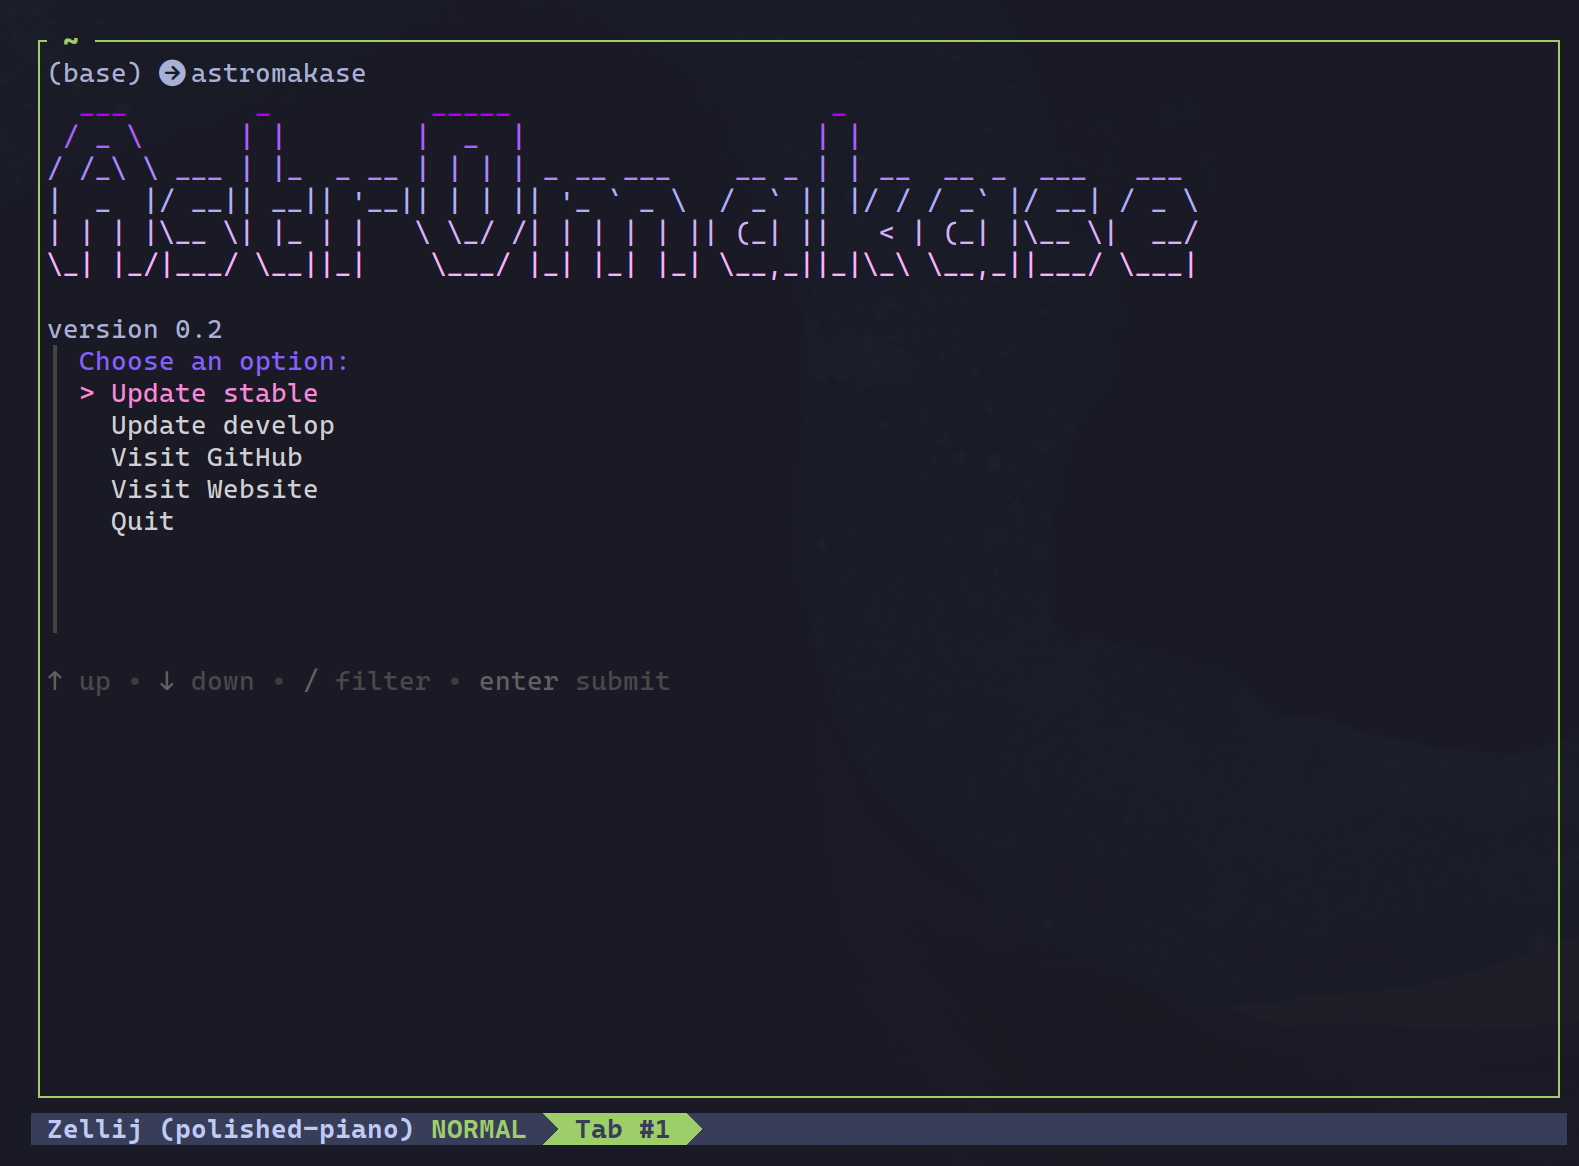 ~
(base) ➜ astromakase
AstrOmakase
version 0.2
Choose an option:
> Update stable
Update develop
Visit GitHub
Visit Website
Quit
↑ up • ↓ down • / filter • enter submit
Zellij (polished-piano) NORMAL Tab #1